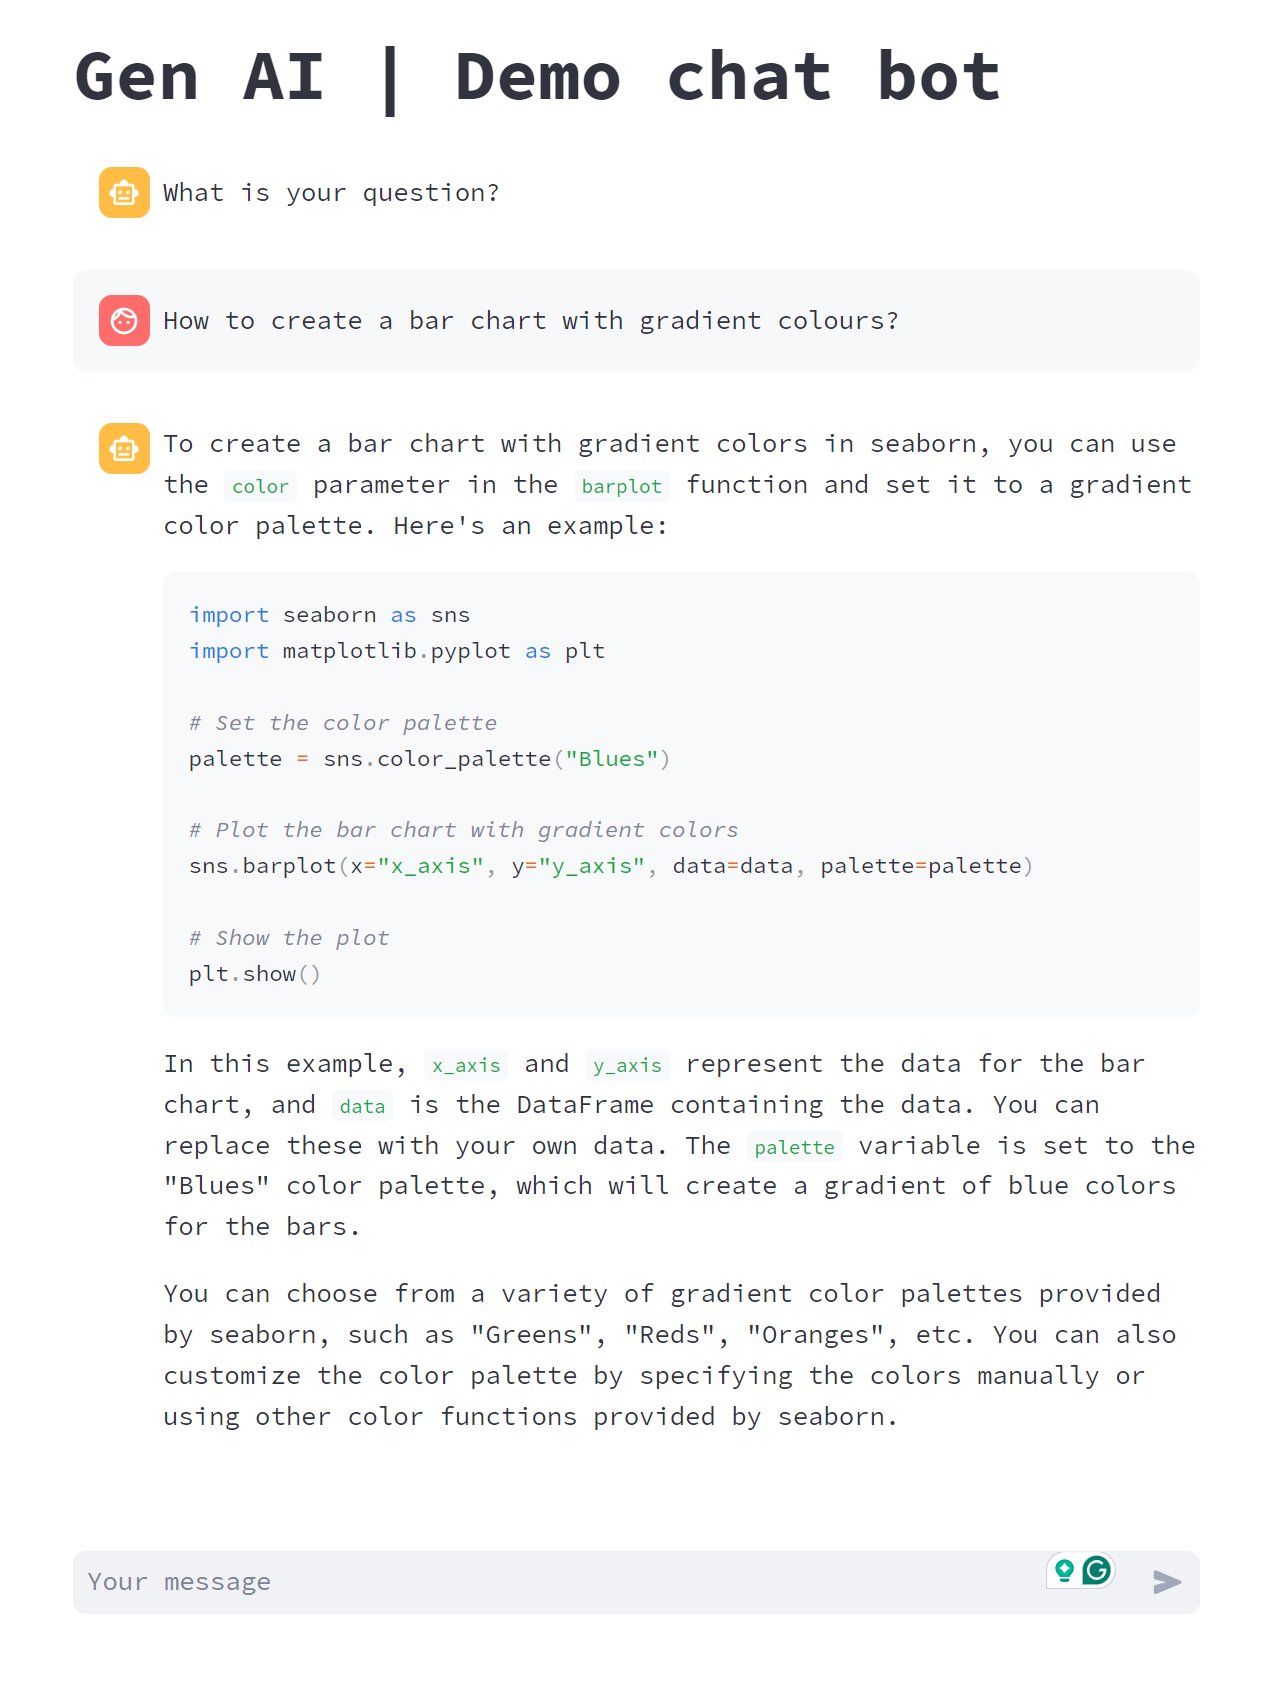 Gen AI | Demo chat bot
What is your question?
How to create a bar chart with gradient colours?
To create a bar chart with gradient colors in seaborn, you can use
the color parameter in the barplot function and set it to a gradient
color palette. Here's an example:
import seaborn as sns
import matplotlib.pyplot as plt
# Set the color palette
palette = sns.color_palette("Blues")
# Plot the bar chart with gradient colors
sns.barplot(x="x_axis", y="y_axis", data=data, palette=palette)
# Show the plot
plt.show()
In this example, x_axis and y_axis represent the data for the bar
chart, and data is the DataFrame containing the data. You can
replace these with your own data. The palette variable is set to the
"Blues" color palette, which will create a gradient of blue colors
for the bars.
You can choose from a variety of gradient color palettes provided
by seaborn, such as "Greens", "Reds", "Oranges", etc. You can also
customize the color palette by specifying the colors manually or
using other color functions provided by seaborn.
Your message